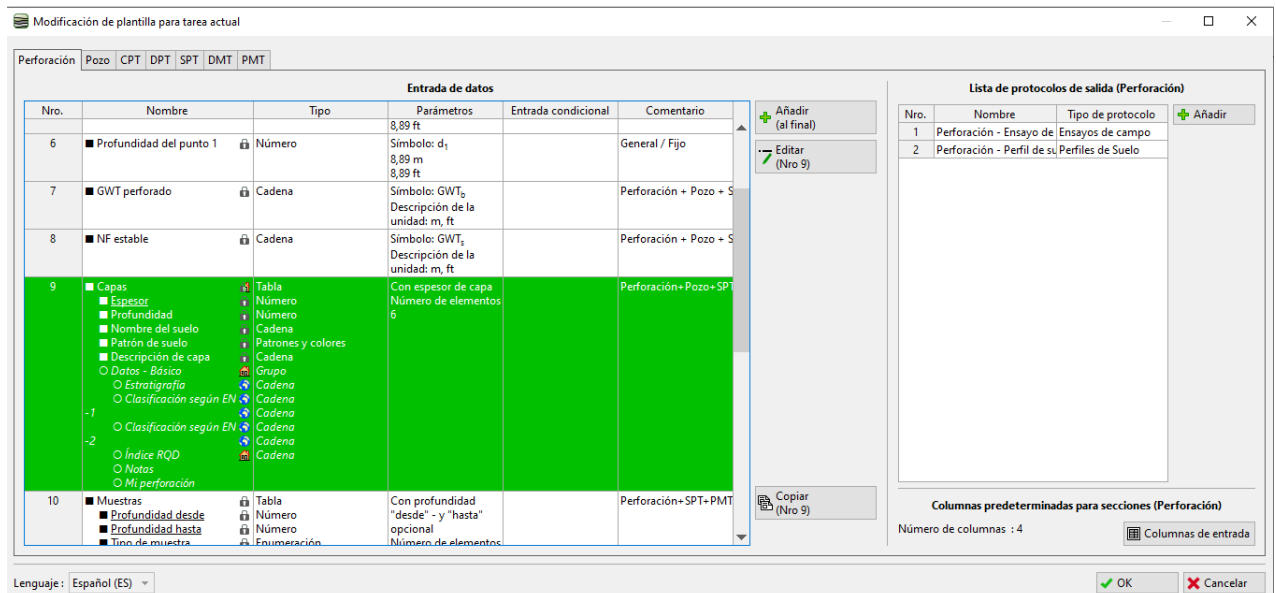 Modificación de plantilla para tarea actual
Perforación Pozo CPT DPT SPT DMT PMT
Entrada de datos
Nro. Nombre Tipo Parámetros Entrada condicional Comentario
8,89 ft
6 Profundidad del punto 1 Número Símbolo: d1 General / Fijo
8,89 m
8,89 ft
7 GWT perforado Cadena Símbolo: GWTb Perforación + Pozo + S
Descripción de la
unidad: m, ft
8 NF estable Cadena Símbolo: GWTs Perforación + Pozo + S
Descripción de la
unidad: m, ft
9 Capas Tabla Con espesor de capa Perforación+Pozo+SPT
Espesor Número Número de elementos
Profundidad Número 6
Nombre del suelo Cadena
Patrón de suelo Patrones y colores
Descripción de capa Cadena
Datos - Básico Grupo
Estratigrafía Cadena
Clasificación según EN Cadena
-1 Cadena
Clasificación según EN Cadena
-2 Cadena
Índice RQD Cadena
Notas
Mi perforación
10 Muestras Tabla Con profundidad Perforación+SPT+PMT
Profundidad desde Número "desde" - y "hasta"
Profundidad hasta Número opcional
Tipo de muestra Enumeración Número de elementos
Añadir
(al final)
Editar
(Nro 9)
Copiar
(Nro 9)
Lista de protocolos de salida (Perforación)
Nro. Nombre Tipo de protocolo
1 Perforación - Ensayo de Ensayos de campo
2 Perforación - Perfil de su Perfiles de Suelo
Añadir
Columnas predeterminadas para secciones (Perforación)
Número de columnas : 4
Columnas de entrada
Lenguaje : Español (ES)
OK
Cancelar